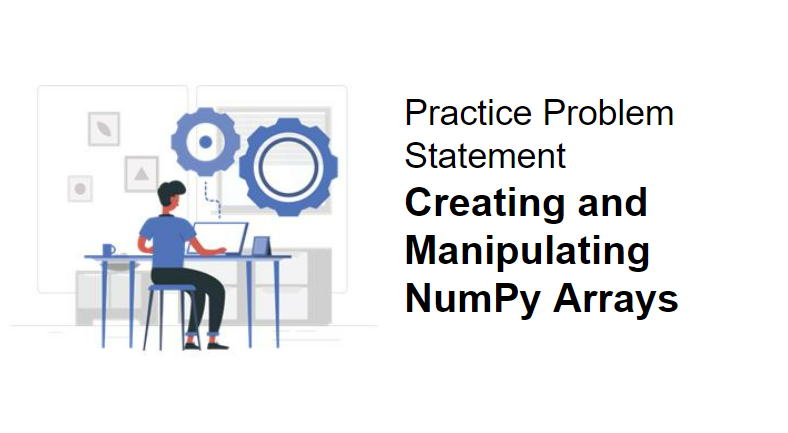 Practice Problem
Statement
Creating and
Manipulating
NumPy Arrays